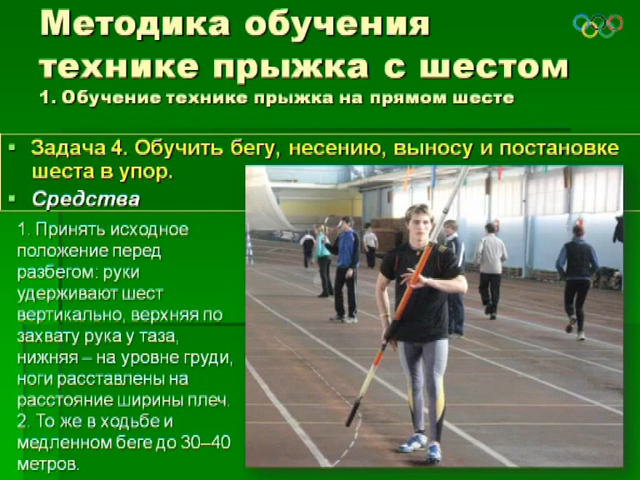 Методика обучения
технике прыжка с шестом
1. Обучение технике прыжка на прямом шесте
Задача 4. Обучить бегу, несению, выносу и постановке
шеста в упор.
Средства
1. Принять исходное
положение перед
разбегом: руки
удерживают шест
вертикально, верхняя по
захвату рука у таза,
нижняя – на уровне груди,
ноги расставлены на
расстояние ширины плеч.
2. То же в ходьбе и
медленном беге до 30–40
метров.